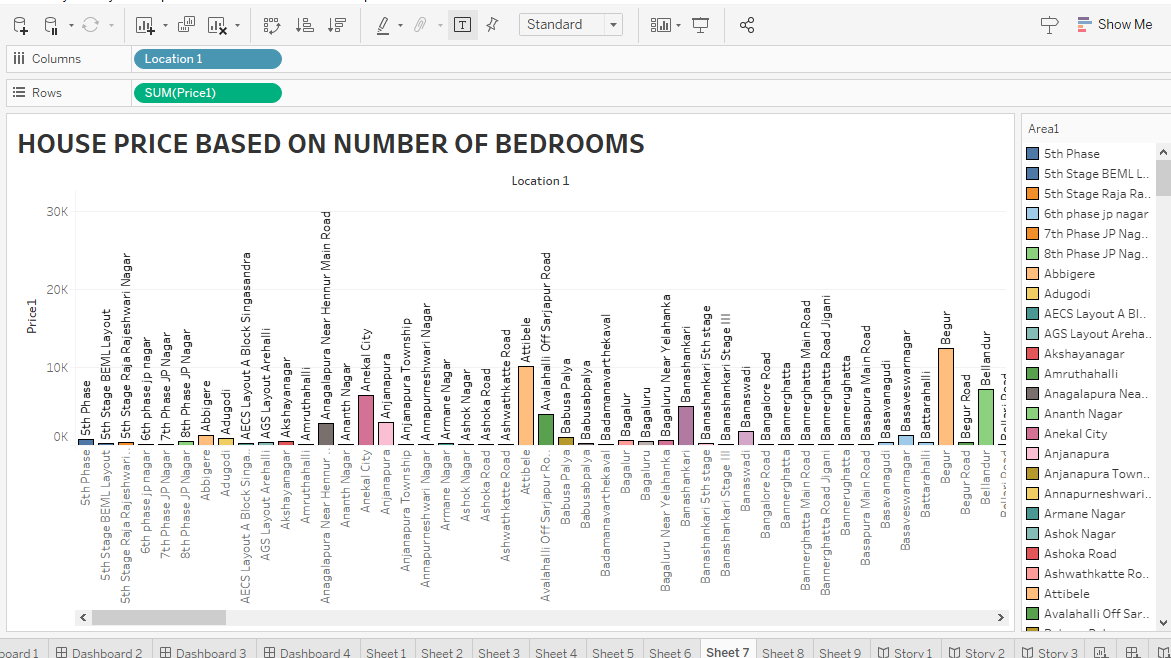 Standard
Show Me
Columns
Location 1
Rows
SUM(Price1)
HOUSE PRICE BASED ON NUMBER OF BEDROOMS
Location 1
Price1
30K
20K
10K
0K
5th Phase
5th Stage BEML Layout
5th Stage Raja Rajeshwari Nagar
6th phase jp nagar
7th Phase JP Nagar
8th Phase JP Nagar
Abbigere
Adugodi
AECS Layout A Block Singasandra
AGS Layout Arehalli
Akshayanagar
Amruthahalli
Anagalapura Near Hennur Main Road
Ananth Nagar
Anekal City
Anjanapura
Anjanapura Township
Annapurneshwari Nagar
Armane Nagar
Ashok Nagar
Ashoka Road
Ashwathkatte Road
Attibele
Avalahalli Off Sarjapur Road
Babusa Palya
Babusabpalya
Badamanavarthekaval
Bagalur
Bagaluru
Bagaluru Near Yelahanka
Banashankari
Banashankari 5th stage
Banashankari Stage III
Banaswadi
Bangalore Road
Bannerghatta
Bannerghatta Main Road
Bannerghatta Road Jigani
Bannerughatta
Basapura Main Road
Basavanagudi
Basaveswarnagar
Battarahalli
Begur
Begur Road
Bellandur
5th Phase
5th Stage BEML Layout
5th Stage Raja Rajeshwari..
6th phase jp nagar
7th Phase JP Nagar
8th Phase JP Nagar
Abbigere
Adugodi
AECS Layout A Block Singa..
AGS Layout Arehalli
Akshayanagar
Amruthahalli
Anagalapura Near Hennur ..
Ananth Nagar
Anekal City
Anjanapura
Anjanapura Township
Annapurneshwari Nagar
Armane Nagar
Ashok Nagar
Ashoka Road
Ashwathkatte Road
Attibele
Avalahalli Off Sarjapur Ro..
Babusa Palya
Babusabpalya
Badamanavarthekaval
Bagalur
Bagaluru
Bagaluru Near Yelahanka
Banashankari
Banashankari 5th stage
Banashankari Stage III
Banaswadi
Bangalore Road
Bannerghatta
Bannerghatta Main Road
Bannerghatta Road Jigani
Bannerughatta
Basapura Main Road
Basavanagudi
Basaveswarnagar
Battarahalli
Begur
Begur Road
Bellandur
Area1
5th Phase
5th Stage BEML L..
5th Stage Raja Ra..
6th phase jp nagar
7th Phase JP Nag..
8th Phase JP Nag..
Abbigere
Adugodi
AECS Layout A Bl..
AGS Layout Areha..
Akshayanagar
Amruthahalli
Anagalapura Nea..
Ananth Nagar
Anekal City
Anjanapura
Anjanapura Town..
Annapurneshwari..
Armane Nagar
Ashok Nagar
Ashoka Road
Ashwathkatte Ro..
Attibele
Avalahalli Off Sar..
board 1
Dashboard 2
Dashboard 3
Dashboard 4
Sheet 1
Sheet 2
Sheet 3
Sheet 4
Sheet 5
Sheet 6
Sheet 7
Sheet 8
Sheet 9
Story 1
Story 2
Story 3